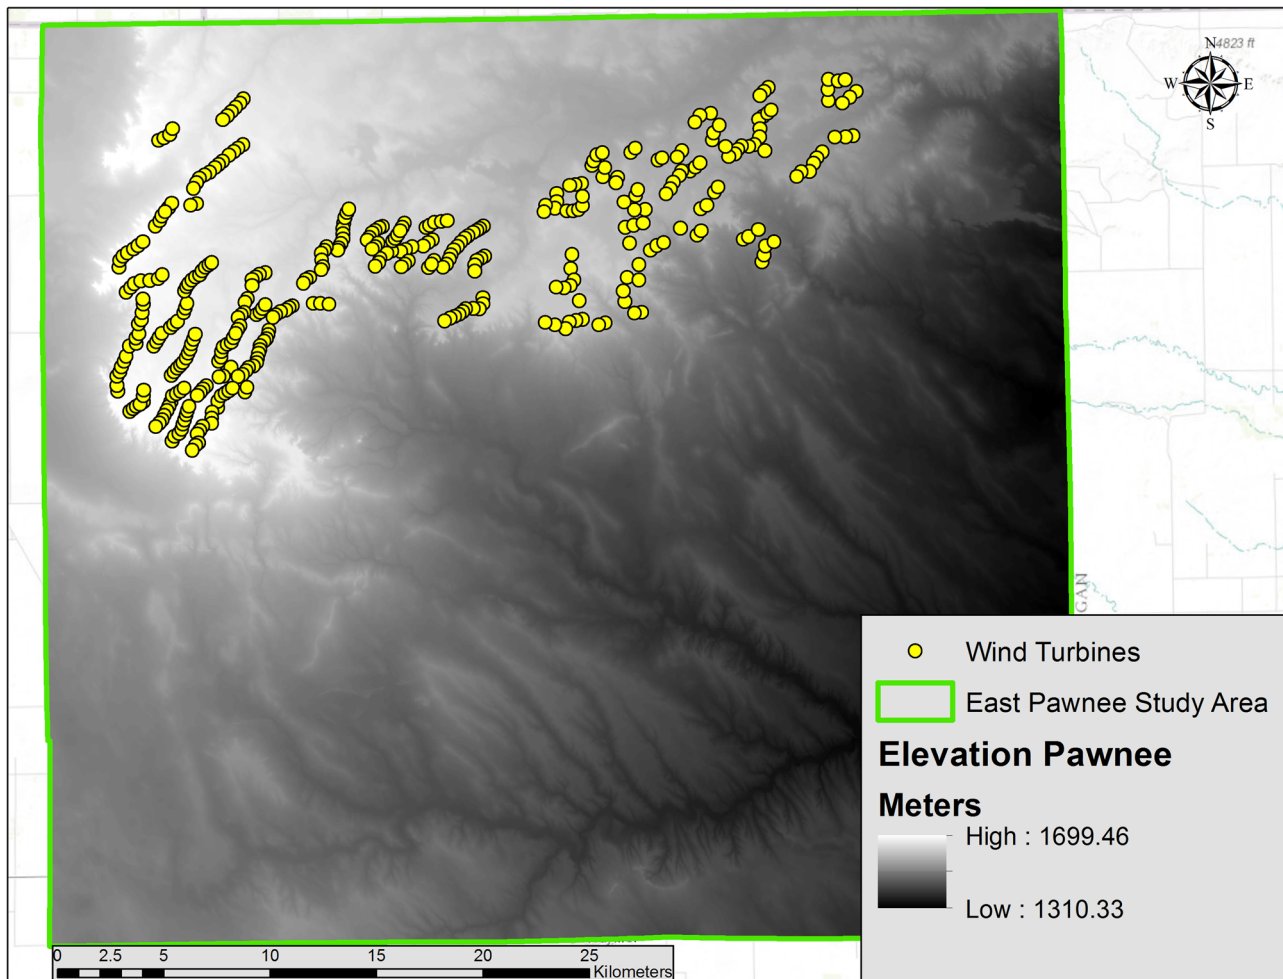 4823 ft
N
W E
S
GAN
Wind Turbines
East Pawnee Study Area
Elevation Pawnee
Meters
High : 1699.46
Low : 1310.33
0 2.5 5 10 15 20 25
Kilometers